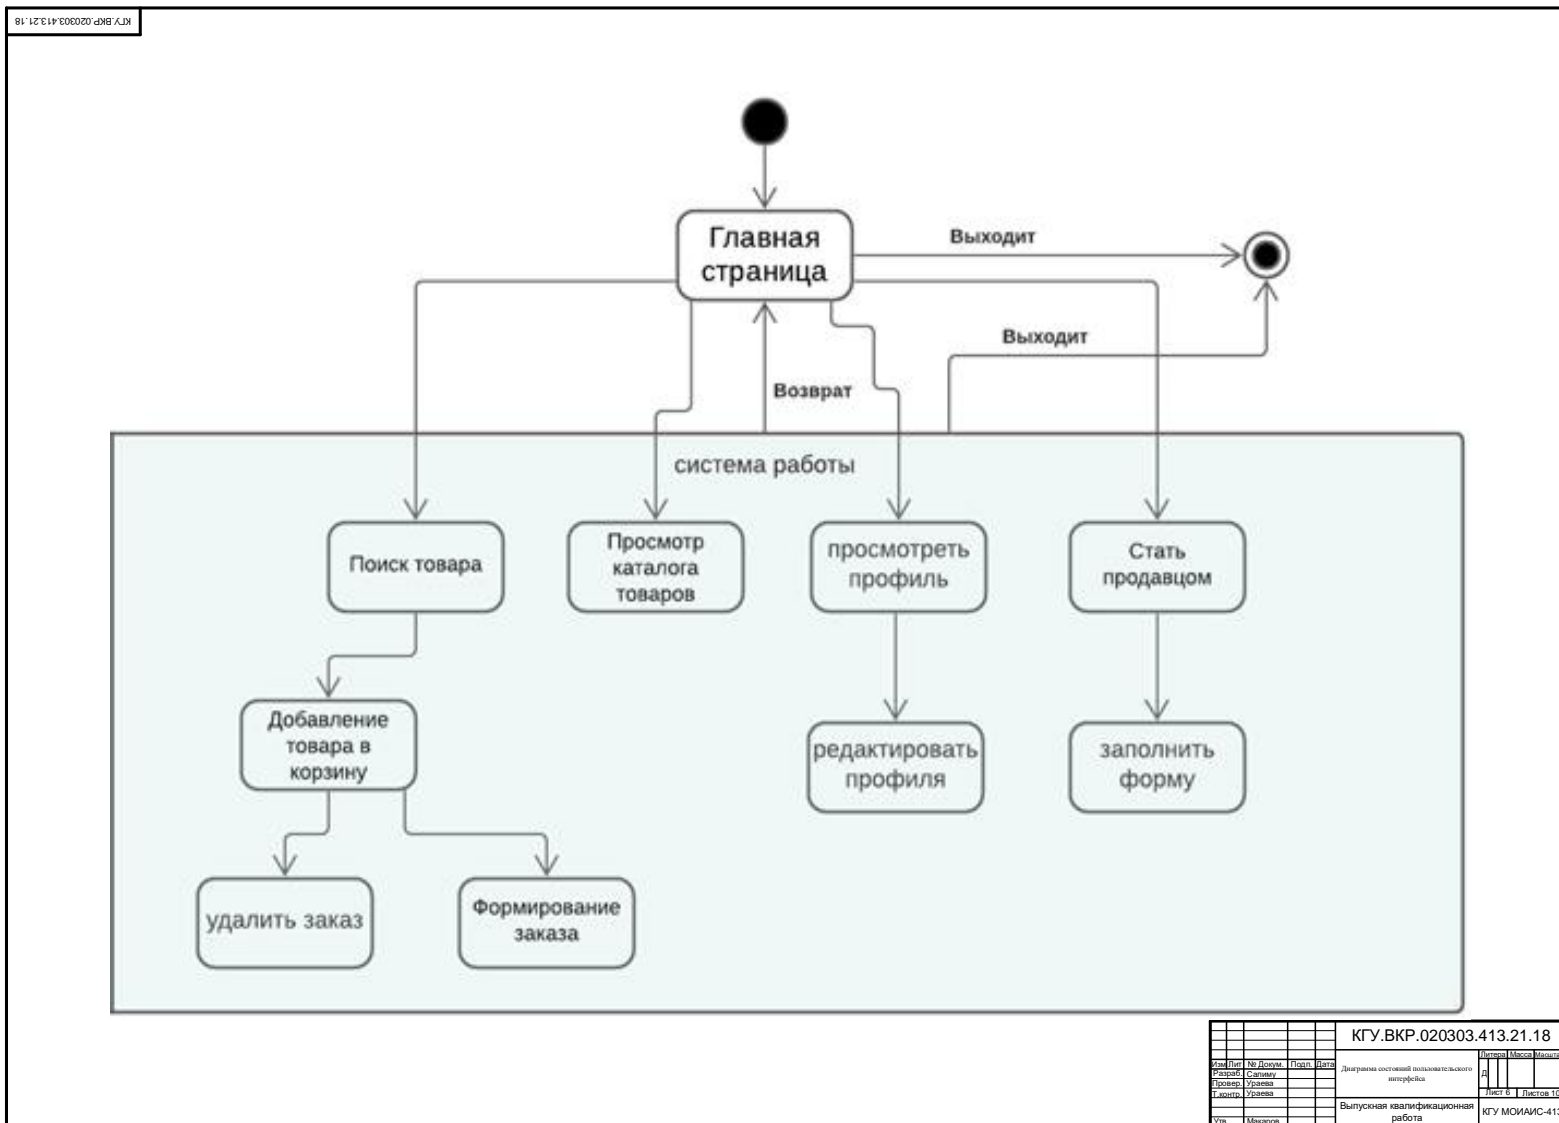 КГУ.ВКР.020303.413.21.18
Главная
страница
Выходит
Выходит
Возврат
система работы
Поиск товара
Просмотр
каталога
товаров
просмотреть
профиль
Стать
продавцом
Добавление
товара в
корзину
редактировать
профиля
заполнить
форму
удалить заказ
Формирование
заказа
КГУ.ВКР.020303.413.21.18
Изм Лит № Докум. Подп. Дата
Разраб. Салиму
Провер. Ураева
Т.контр. Ураева
Утв. Макаров
Диаграмма состояний пользовательского
интерфейса
Литера Масса Масшта
Д
Лист 6 Листов 10
Выпускная квалификационная
работа
КГУ МОИАИС-413